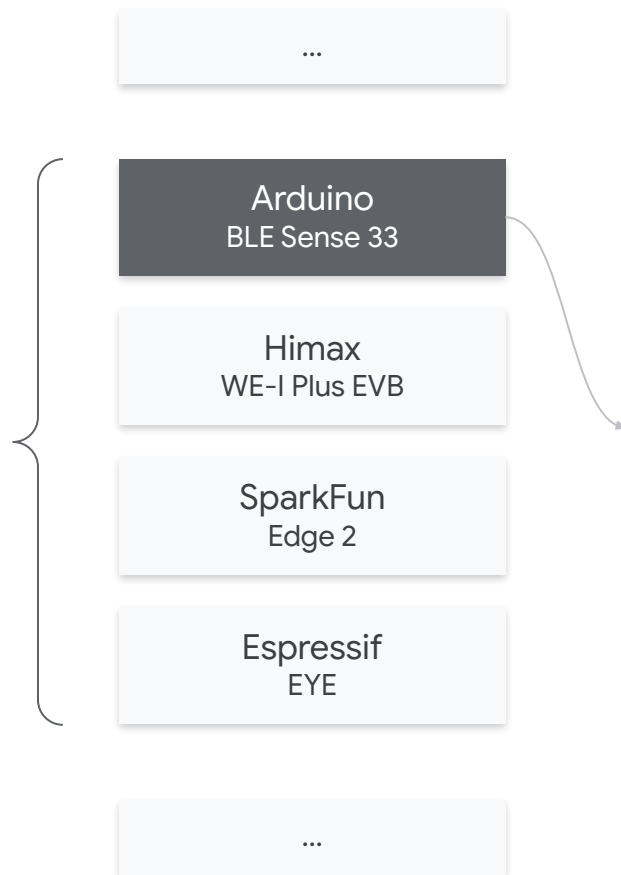 ...
Arduino
BLE Sense 33
Himax
WE-I Plus EVB
SparkFun
Edge 2
Espressif
EYE
...